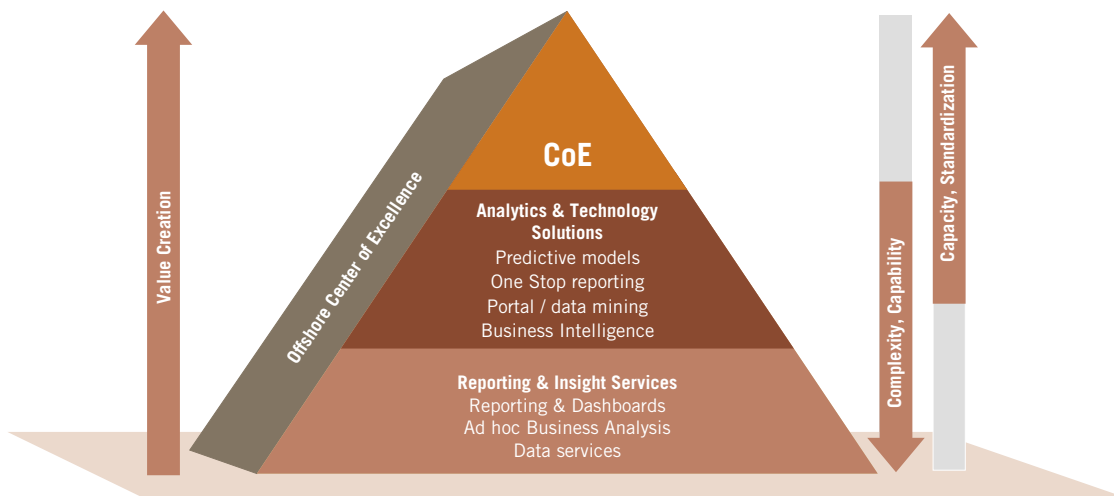 Value Creation
Offshore Center of Excellence
CoE
Analytics & Technology
Solutions
Predictive models
One Stop reporting
Portal / data mining
Business Intelligence
Reporting & Insight Services
Reporting & Dashboards
Ad hoc Business Analysis
Data services
Complexity, Capability
Capacity, Standardization